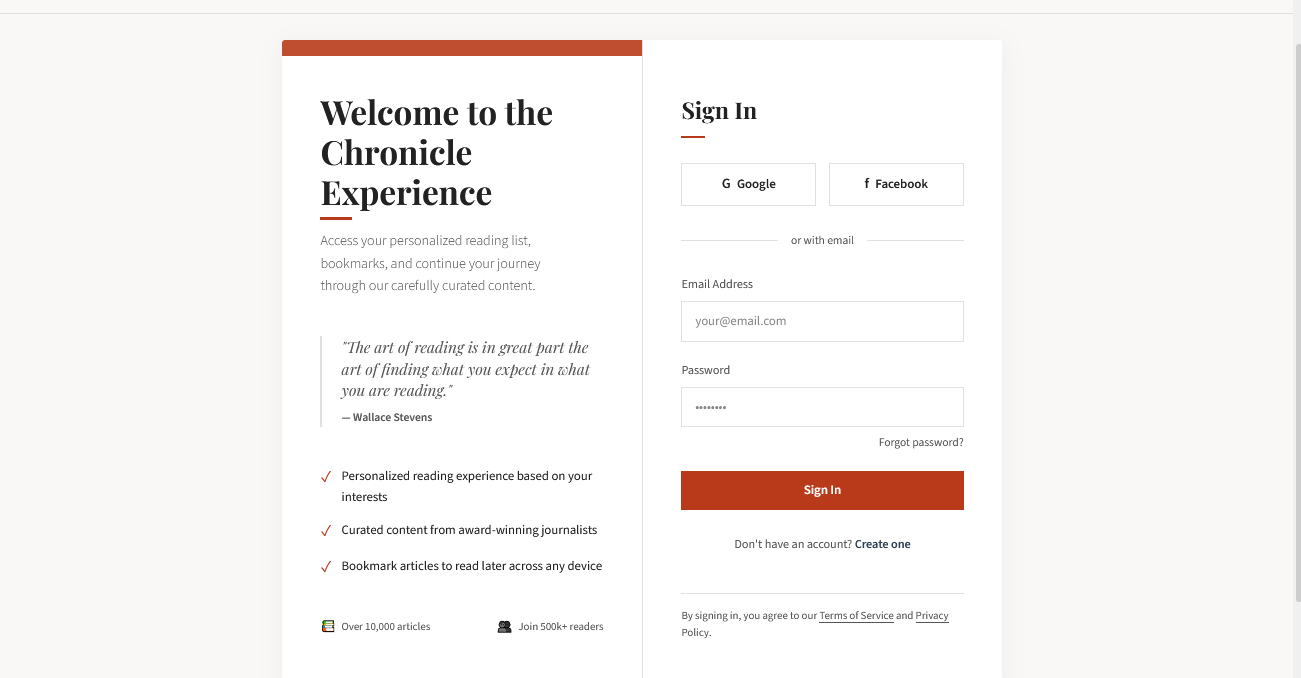 Welcome to the
Chronicle
Experience
Access your personalized reading list,
bookmarks, and continue your journey
through our carefully curated content.
"The art of reading is in great part the
art of finding what you expect in what
you are reading."
— Wallace Stevens
✓ Personalized reading experience based on your
interests
✓ Curated content from award-winning journalists
✓ Bookmark articles to read later across any device
Over 10,000 articles
Join 500k+ readers
Sign In
G Google
f Facebook
or with email
Email Address
your@email.com
Password
••••••••
Forgot password?
Sign In
Don't have an account? Create one
By signing in, you agree to our Terms of Service and Privacy
Policy.